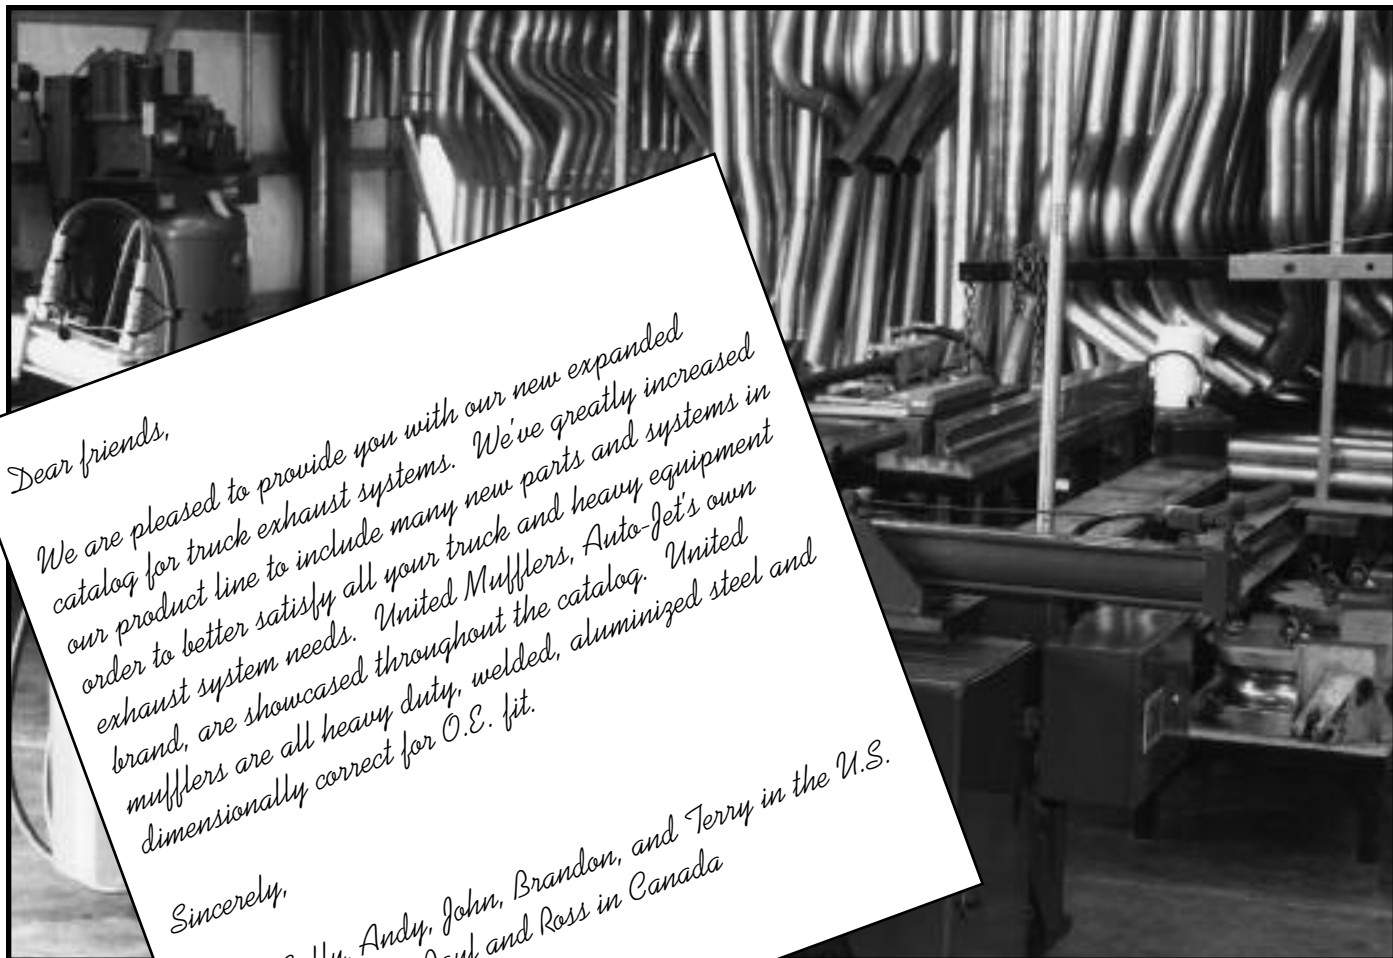 Dear friends,
We are pleased to provide you with our new expanded
catalog for truck exhaust systems. We've greatly increased
our product line to include many new parts and systems in
order to better satisfy all your truck and heavy equipment
exhaust system needs. United Mufflers, Auto-Jet's own
brand, are showcased throughout the catalog. United
mufflers are all heavy duty, welded, aluminized steel and
dimensionally correct for O.E. fit.
Sincerely,
Andy, John, Brandon, and Terry in the U.S.
and Ross in Canada